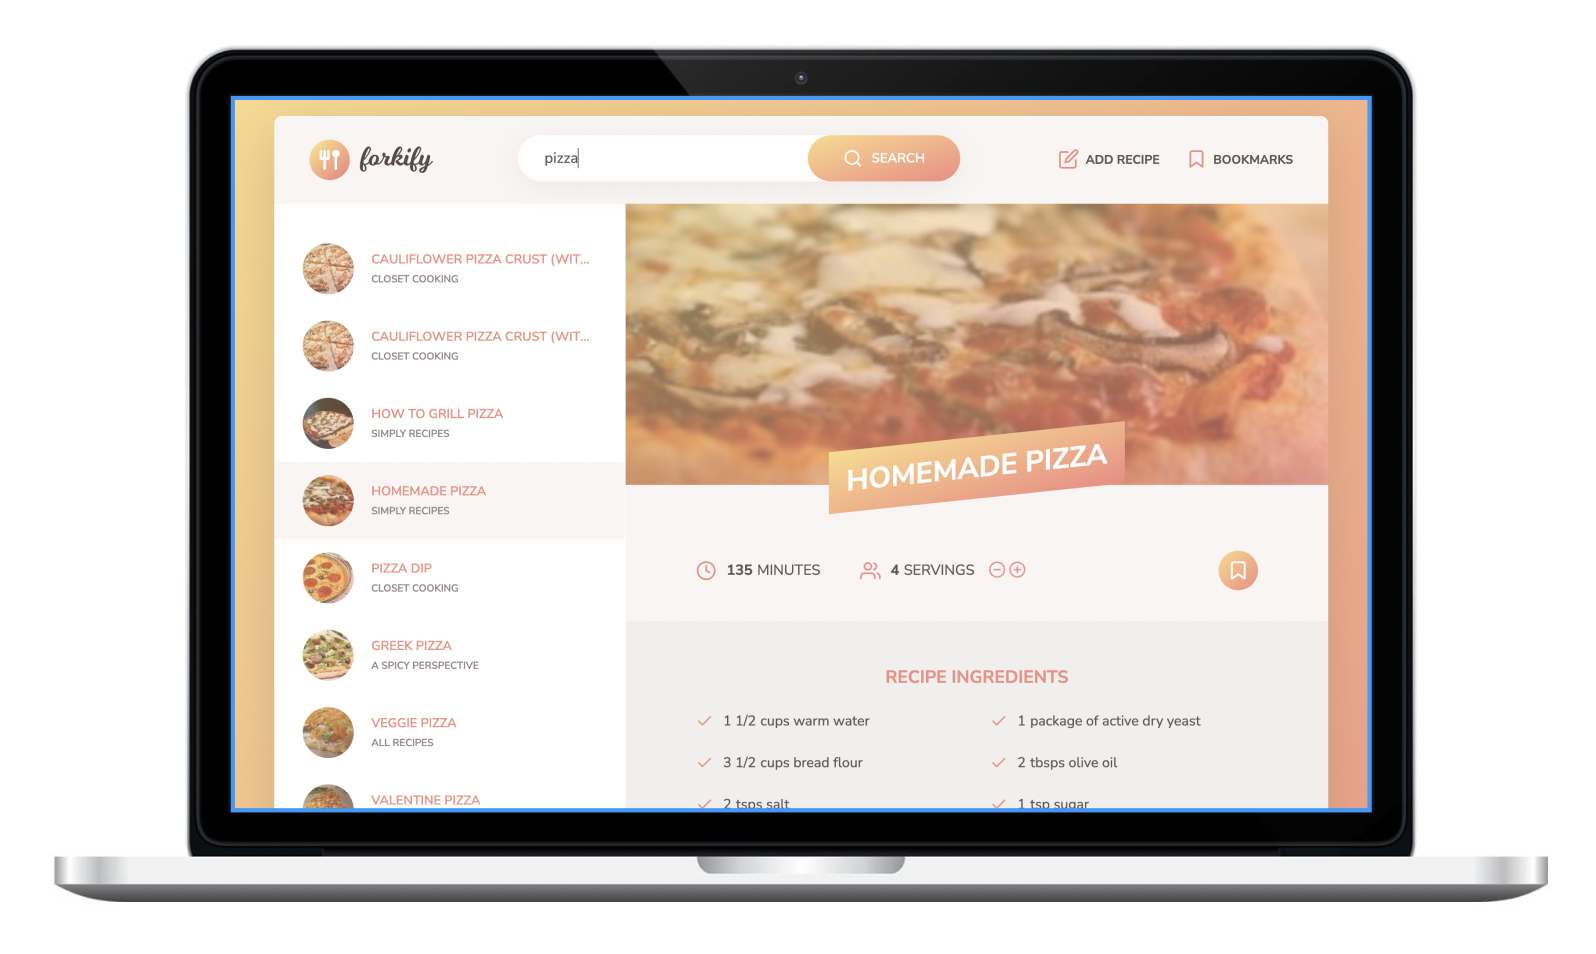 forkify
pizza
SEARCH
ADD RECIPE
BOOKMARKS
CAULIFLOWER PIZZA CRUST (WIT...
CLOSET COOKING
CAULIFLOWER PIZZA CRUST (WIT...
CLOSET COOKING
HOW TO GRILL PIZZA
SIMPLY RECIPES
HOMEMADE PIZZA
SIMPLY RECIPES
PIZZA DIP
CLOSET COOKING
GREEK PIZZA
A SPICY PERSPECTIVE
VEGGIE PIZZA
ALL RECIPES
VALENTINE PIZZA
HOMEMADE PIZZA
135 MINUTES
4 SERVINGS
RECIPE INGREDIENTS
1 1/2 cups warm water
1 package of active dry yeast
3 1/2 cups bread flour
2 tbsps olive oil
2 tsps salt
1 tsp sugar